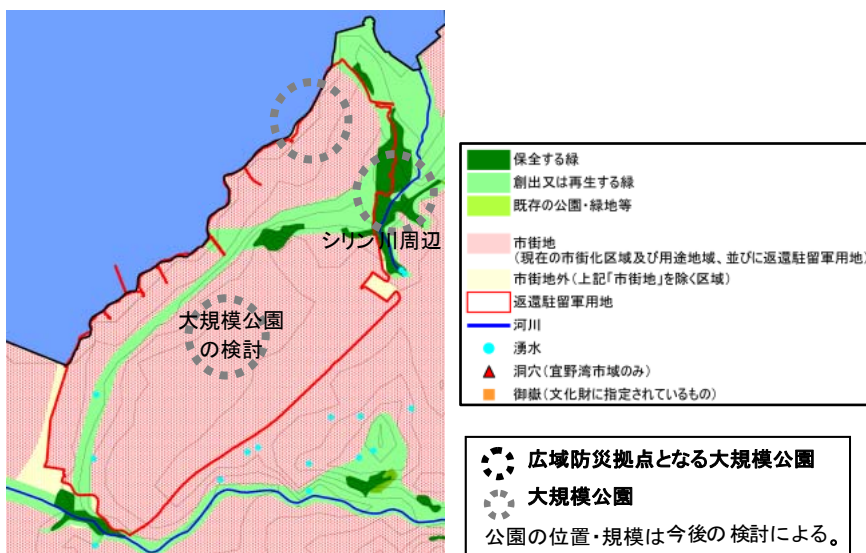 シリン川周辺
大規模公園
の検討
保全する緑
創出又は再生する緑
既存の公園・緑地等
市街地
(現在の市街化区域及び用途地域、並びに返還駐留軍用地)
市街地外(上記「市街地」を除く区域)
返還駐留軍用地
河川
湧水
洞穴(宜野湾市域のみ)
御嶽(文化財に指定されているもの)
広域防災拠点となる大規模公園
大規模公園
公園の位置・規模は今後の検討による。